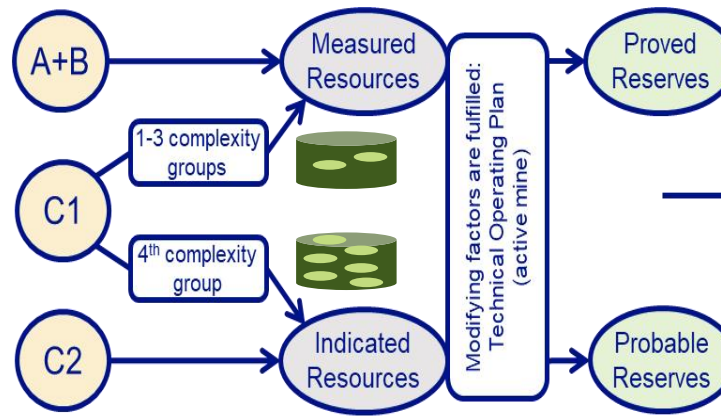 A+B
Measured
Resources
Proved
Reserves
1-3 complexity
groups
C1
4th complexity
group
Modifying factors are fulfilled:
Technical Operating Plan
(active mine)
C2
Indicated
Resources
Probable
Reserves